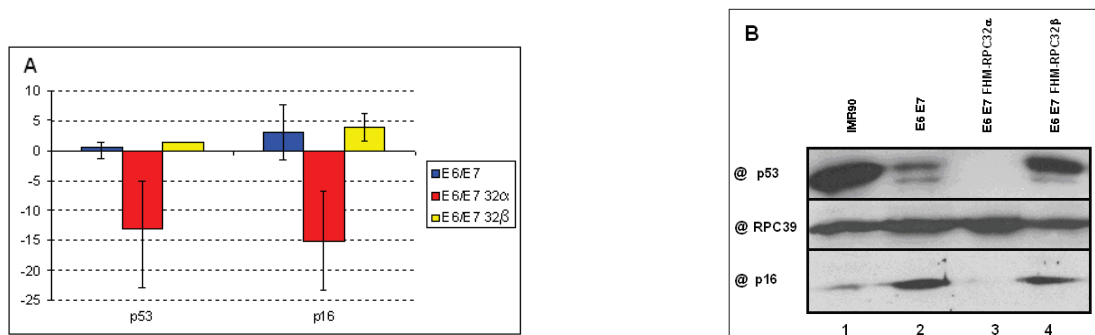 A
10
5
0
-5
-10
-15
-20
-25
p53 p16
E6/E7
E6/E7 32α
E6/E7 32β
B
IMR90
E6 E7
E6 E7 FHM-RPC32α
E6 E7 FHM-RPC32β
@ p53
@ RPC39
@ p16
1 2 3 4